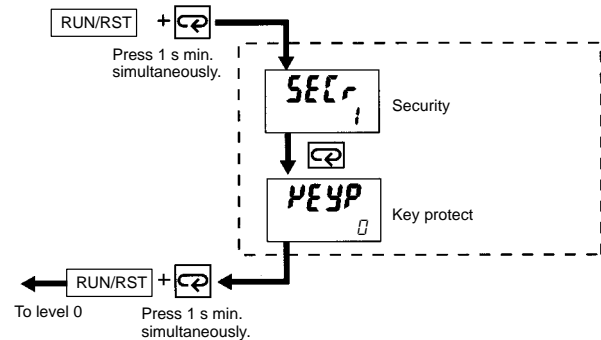 RUN/RST +
Press 1 s min.
simultaneously.
SECr
1
Security
KEYP
0
Key protect
RUN/RST +
To level 0
Press 1 s min.
simultaneously.